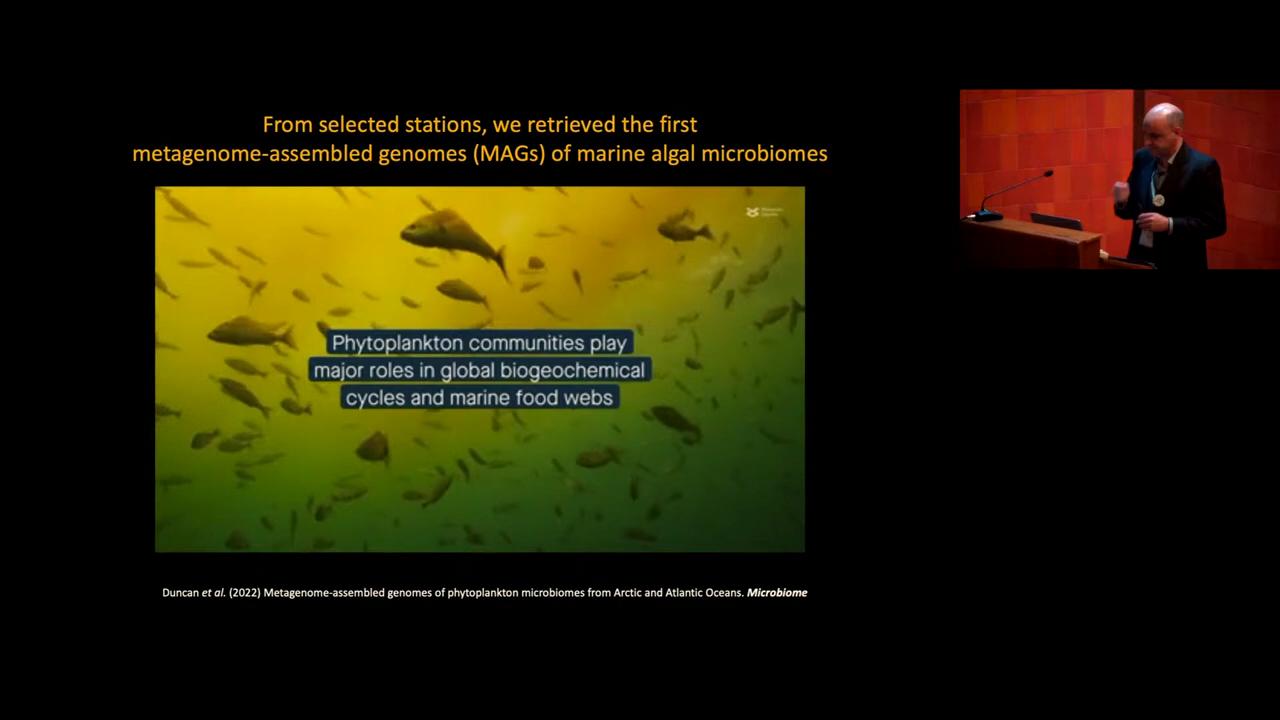 From selected stations, we retrieved the first
metagenome-assembled genomes (MAGs) of marine algal microbiomes
Phytoplankton communities play
major roles in global biogeochemical
cycles and marine food webs
Duncan et al. (2022) Metagenome-assembled genomes of phytoplankton microbiomes from Arctic and Atlantic Oceans. Microbiome